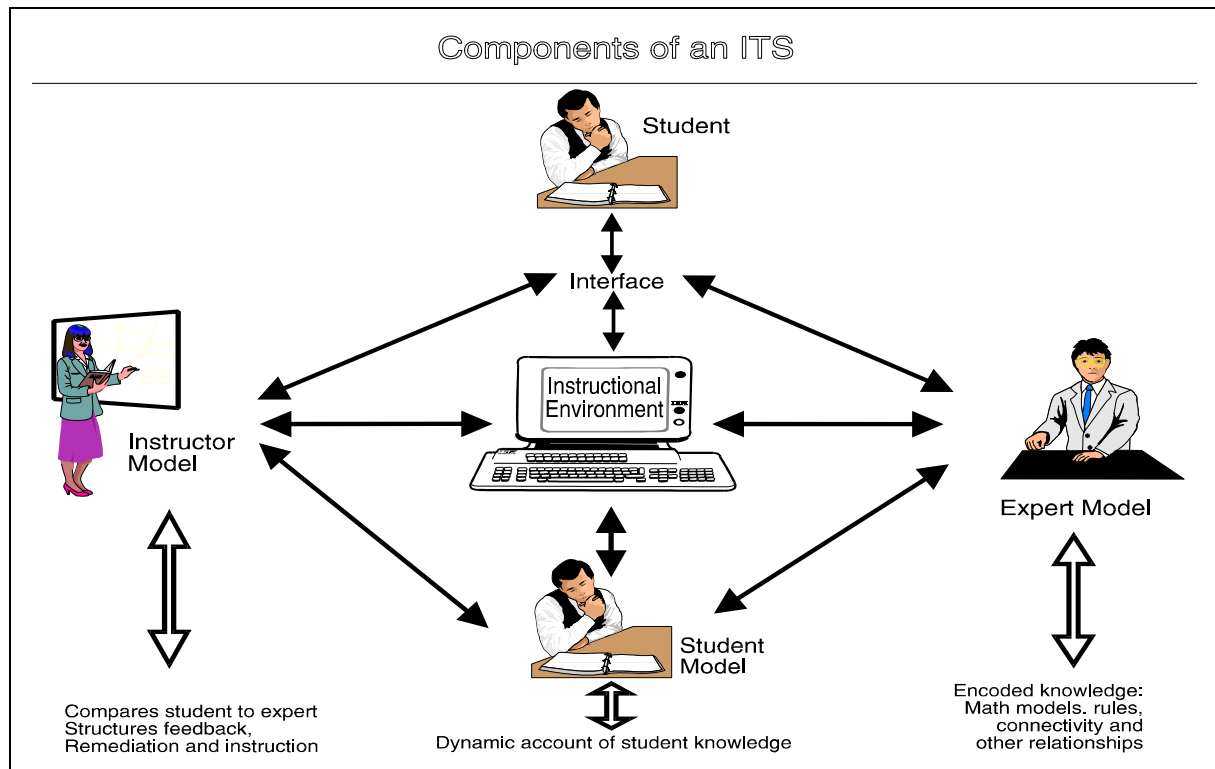 Components of an ITS
Student
Interface
Instructional
Environment
IBM
Instructor
Model
Expert Model
Student
Model
Compares student to expert
Structures feedback,
Remediation and instruction
Dynamic account of student knowledge
Encoded knowledge:
Math models. rules,
connectivity and
other relationships